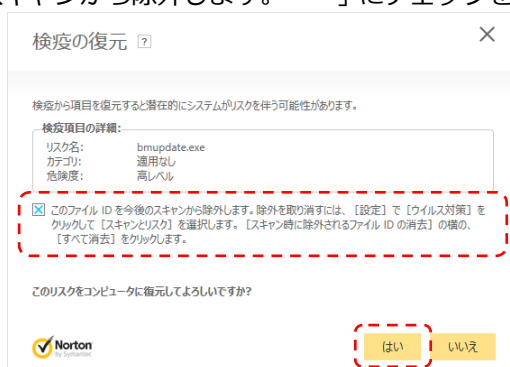 スキャンから除外します。 」にチェックを
検疫の復元 ?
検疫から項目を復元すると潜在的にシステムがリスクを伴う可能性があります。
検疫項目の詳細:
リスク名: bmupdate.exe
カテゴリ: 適用なし
危険度: 高レベル
このファイル ID を今後のスキャンから除外します。除外を取り消すには、［設定］で［ウイルス対策］を
クリックして［スキャンとリスク］を選択します。［スキャン時に除外されるファイル ID の消去］の横の、
［すべて消去］をクリックします。
このリスクをコンピュータに復元してよろしいですか?
Norton
by Symantec
はい いいえ